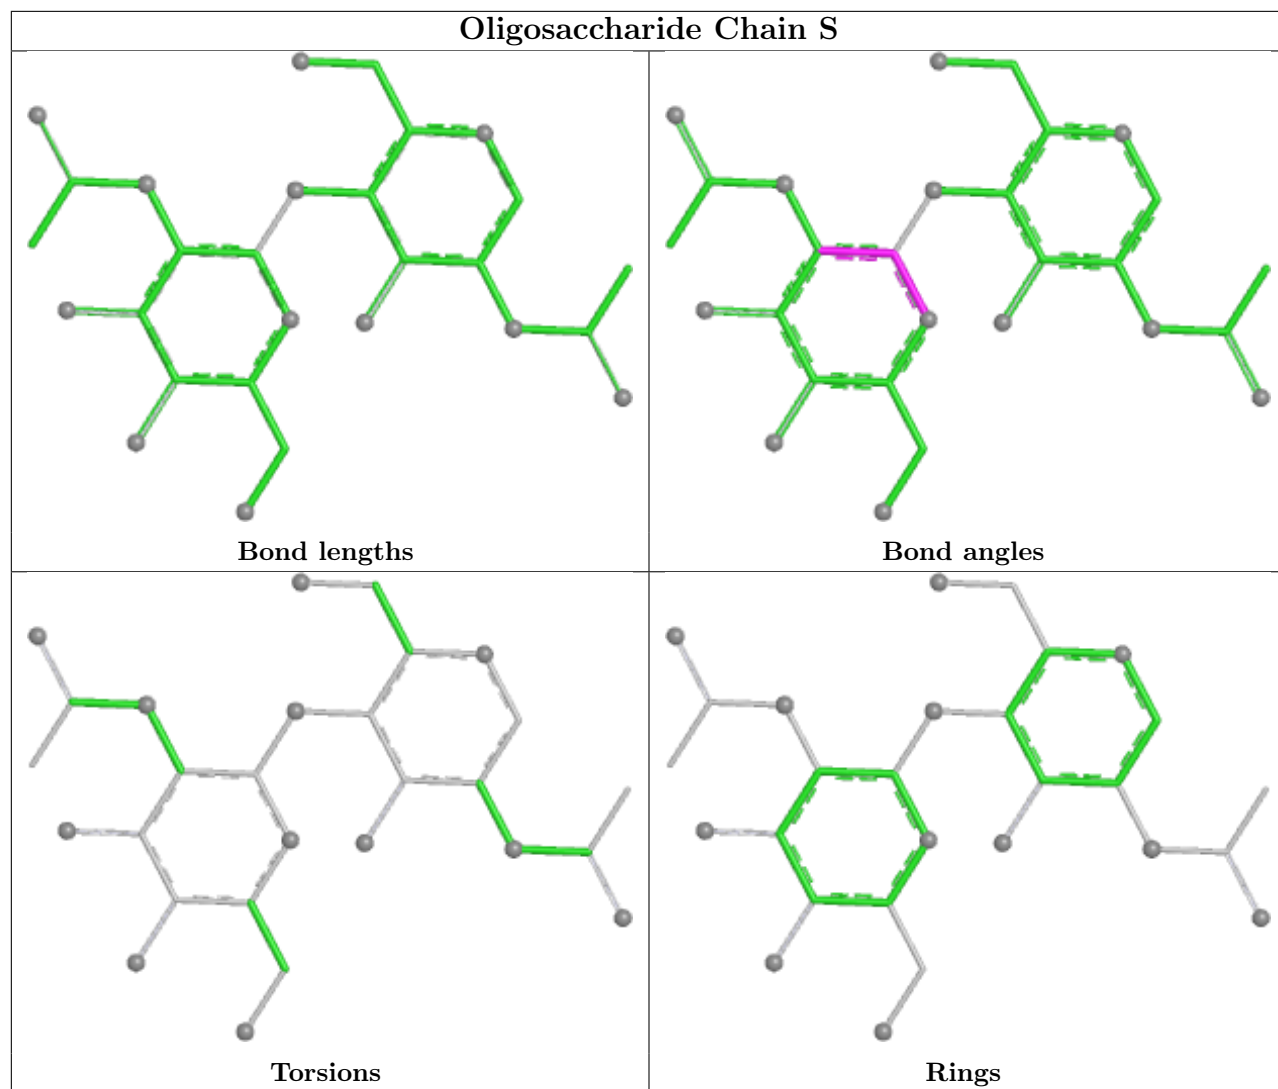 Oligosaccharide Chain S
Bond lengths
Bond angles
Torsions
Rings